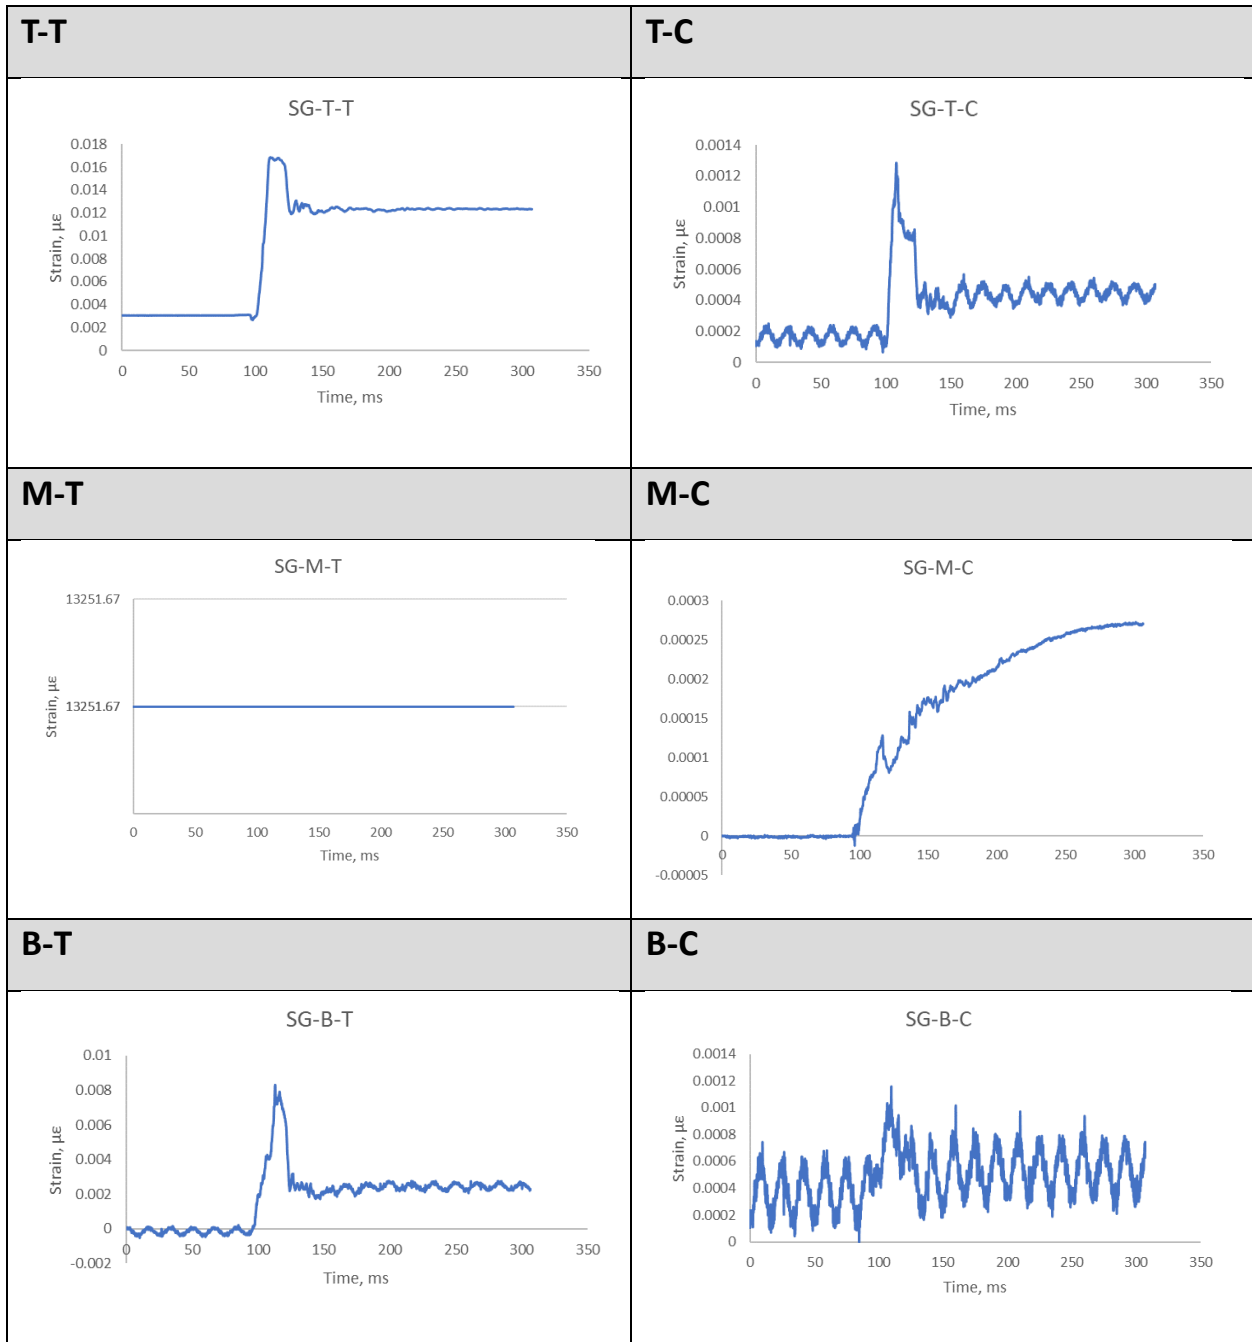 T-T
T-C
SG-T-T
0.018
0.016
0.014
0.012
0.01
0.008
0.006
0.004
0.002
0
Strain, με
0 50 100 150 200 250 300 350
Time, ms
SG-T-C
0.0014
0.0012
0.001
0.0008
0.0006
0.0004
0.0002
0
Strain, με
0 50 100 150 200 250 300 350
Time, ms
M-T
M-C
SG-M-T
13251.67
13251.67
Strain, με
0 50 100 150 200 250 300 350
Time, ms
SG-M-C
0.0003
0.00025
0.0002
0.00015
0.0001
0.00005
0
-0.00005
Strain, με
0 50 100 150 200 250 300 350
Time, ms
B-T
B-C
SG-B-T
0.01
0.008
0.006
0.004
0.002
0
-0.002
Strain, με
0 50 100 150 200 250 300 350
Time, ms
SG-B-C
0.0014
0.0012
0.001
0.0008
0.0006
0.0004
0.0002
0
Strain, με
0 50 100 150 200 250 300 350
Time, ms